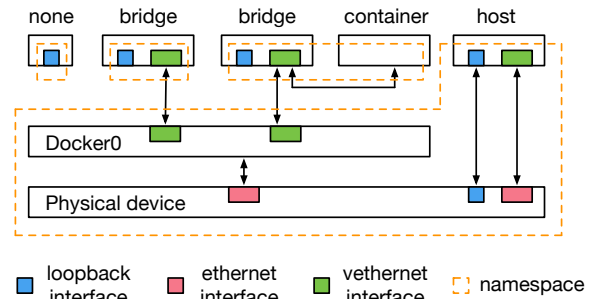 none bridge bridge container host
Docker0
Physical device
loopback ethernet vethernet namespace
interface interface interface